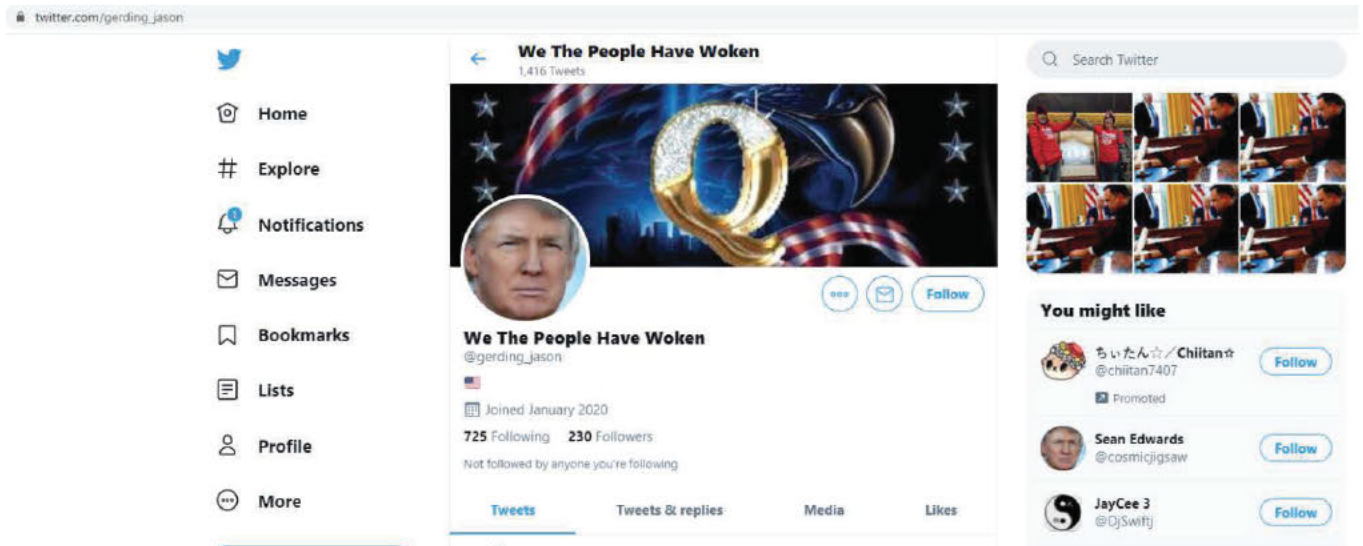 twitter.com/gerding_jason
Home
Explore
1
Notifications
Messages
Bookmarks
Lists
Profile
More
We The People Have Woken
1,416 Tweets
Q
Follow
We The People Have Woken
@gerding_jason
Joined January 2020
725 Following 230 Followers
Not followed by anyone you're following
Tweets Tweets & replies Media Likes
Search Twitter
You might like
ちぃたん☆／Chiitan☆
@chiitan7407
Follow
Promoted
Sean Edwards
@cosmicjigsaw
Follow
JayCee 3
@DjSwiftj
Follow